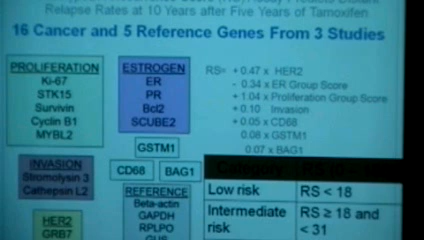 Relapse Rates at 10 Years after Five Years of Tamoxifen
16 Cancer and 5 Reference Genes From 3 Studies
PROLIFERATION
Ki-67
STK15
Survivin
Cyclin B1
MYBL2
ESTROGEN
ER
PR
Bcl2
SCUBE2
RS= + 0.47 x HER2
- 0.34 x ER Group Score
+ 1.04 x Proliferation Group Score
+ 0.10 x Invasion
+ 0.05 x CD68
0.08 x GSTM1
0.07 x BAG1
GSTM1
INVASION
Stromolysin 3
Cathepsin L2
CD68
BAG1
HER2
GRB7
REFERENCE
Beta-actin
GAPDH
RPLPO
GUS
Category
Low risk
RS < 18
Intermediate risk
RS ≥ 18 and < 31